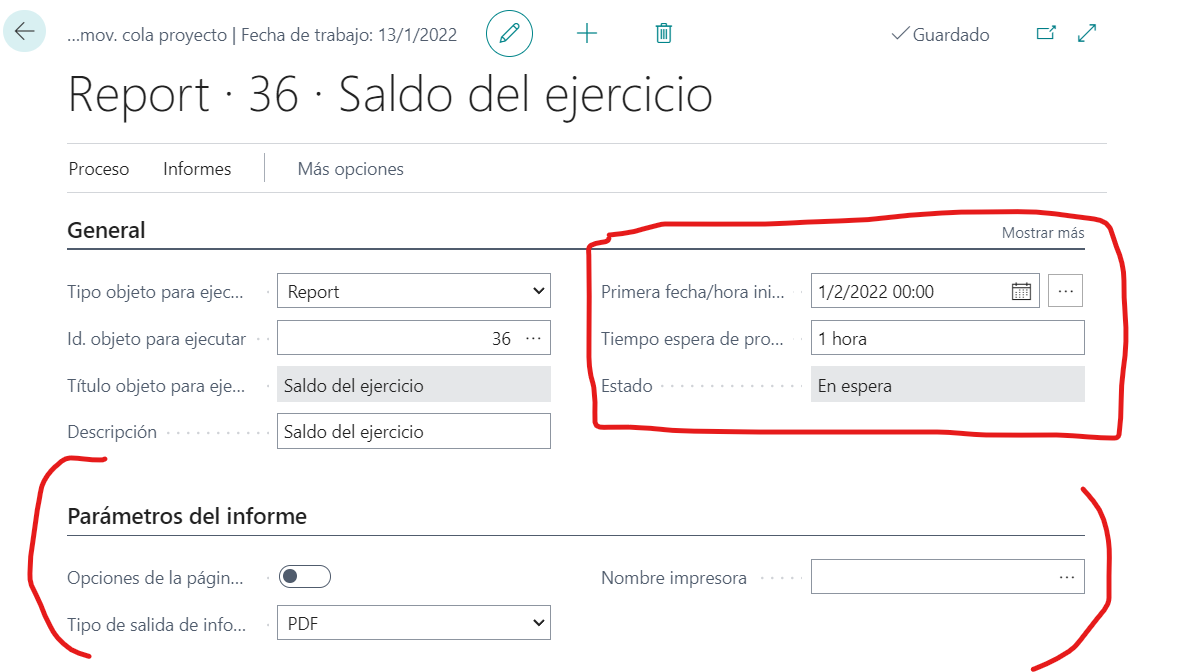 ...mov. cola proyecto | Fecha de trabajo: 13/1/2022
Guardado
Report · 36 · Saldo del ejercicio
Proceso Informes Más opciones
General
Mostrar más
Tipo objeto para ejec... Report
Primera fecha/hora ini... 1/2/2022 00:00
Id. objeto para ejecutar 36
Tiempo espera de pro... 1 hora
Título objeto para eje... Saldo del ejercicio
Estado En espera
Descripción Saldo del ejercicio
Parámetros del informe
Opciones de la págin...
Nombre impresora
Tipo de salida de info... PDF